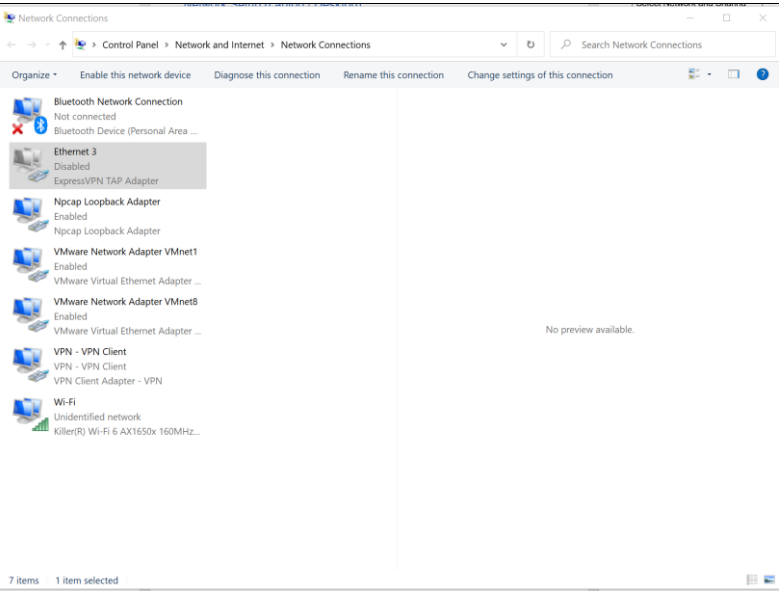 Network Connections
Control Panel > Network and Internet > Network Connections
Search Network Connections
Organize Enable this network device Diagnose this connection Rename this connection Change settings of this connection
Bluetooth Network Connection
Not connected
Bluetooth Device (Personal Area ...
Ethernet 3
Disabled
ExpressVPN TAP Adapter
Npcap Loopback Adapter
Enabled
Npcap Loopback Adapter
VMware Network Adapter VMnet1
Enabled
VMware Virtual Ethernet Adapter ...
VMware Network Adapter VMnet8
Enabled
VMware Virtual Ethernet Adapter ...
VPN - VPN Client
VPN - VPN Client
VPN Client Adapter - VPN
Wi-Fi
Unidentified network
Killer(R) Wi-Fi 6 AX1650x 160MHz...
No preview available.
7 items 1 item selected